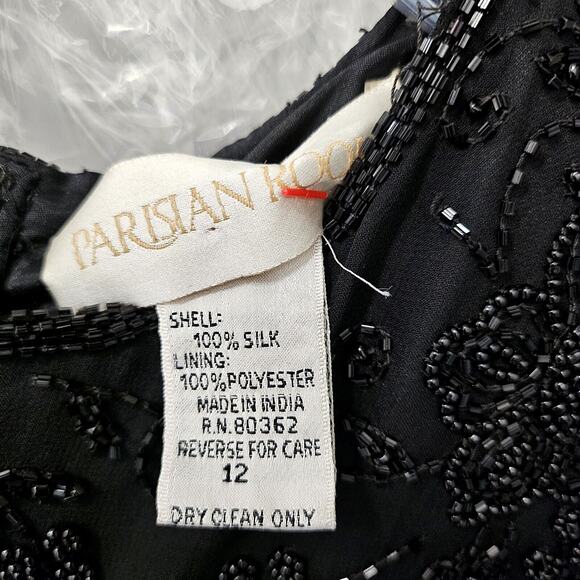 PARISIAN ROOM
SHELL:
100% SILK
LINING:
100%POLYESTER
MADE IN INDIA
R.N. 80362
REVERSE FOR CARE
12
DRY CLEAN ONLY